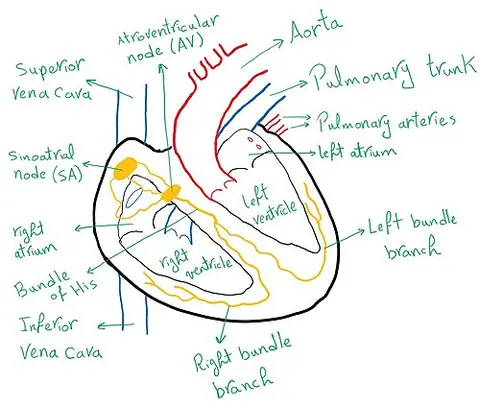 Atroventricular
node (AV)
Aorta
Superior
Vena Cava
Pulmonary trunk
Pulmonary arteries
left atrium
Sinoatrial
node (SA)
left
ventricle
right
atrium
right
ventricle
Left bundle
branch
Bundle
of His
Inferior
Vena Cava
Right bundle
branch